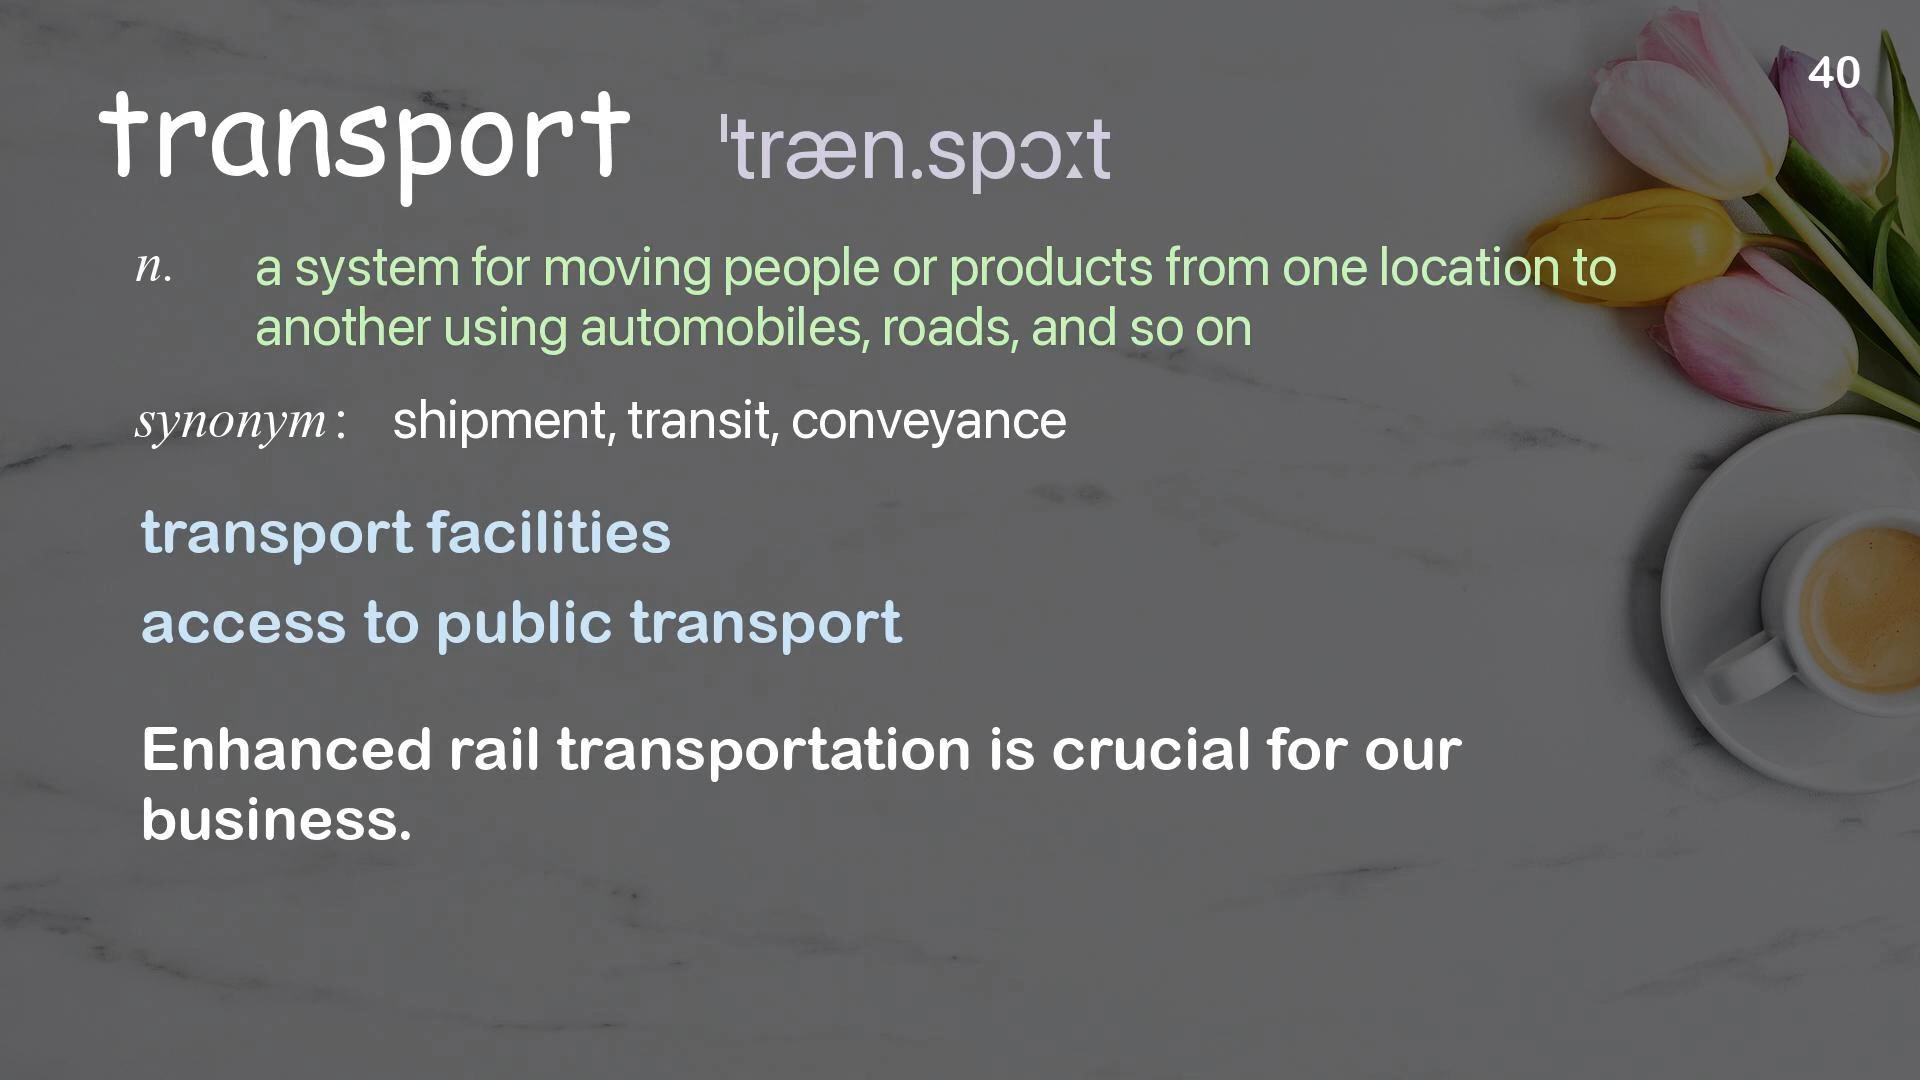 40
transport ˈtræn.spɔːt
n. a system for moving people or products from one location to
another using automobiles, roads, and so on
synonym: shipment, transit, conveyance
transport facilities
access to public transport
Enhanced rail transportation is crucial for our
business.